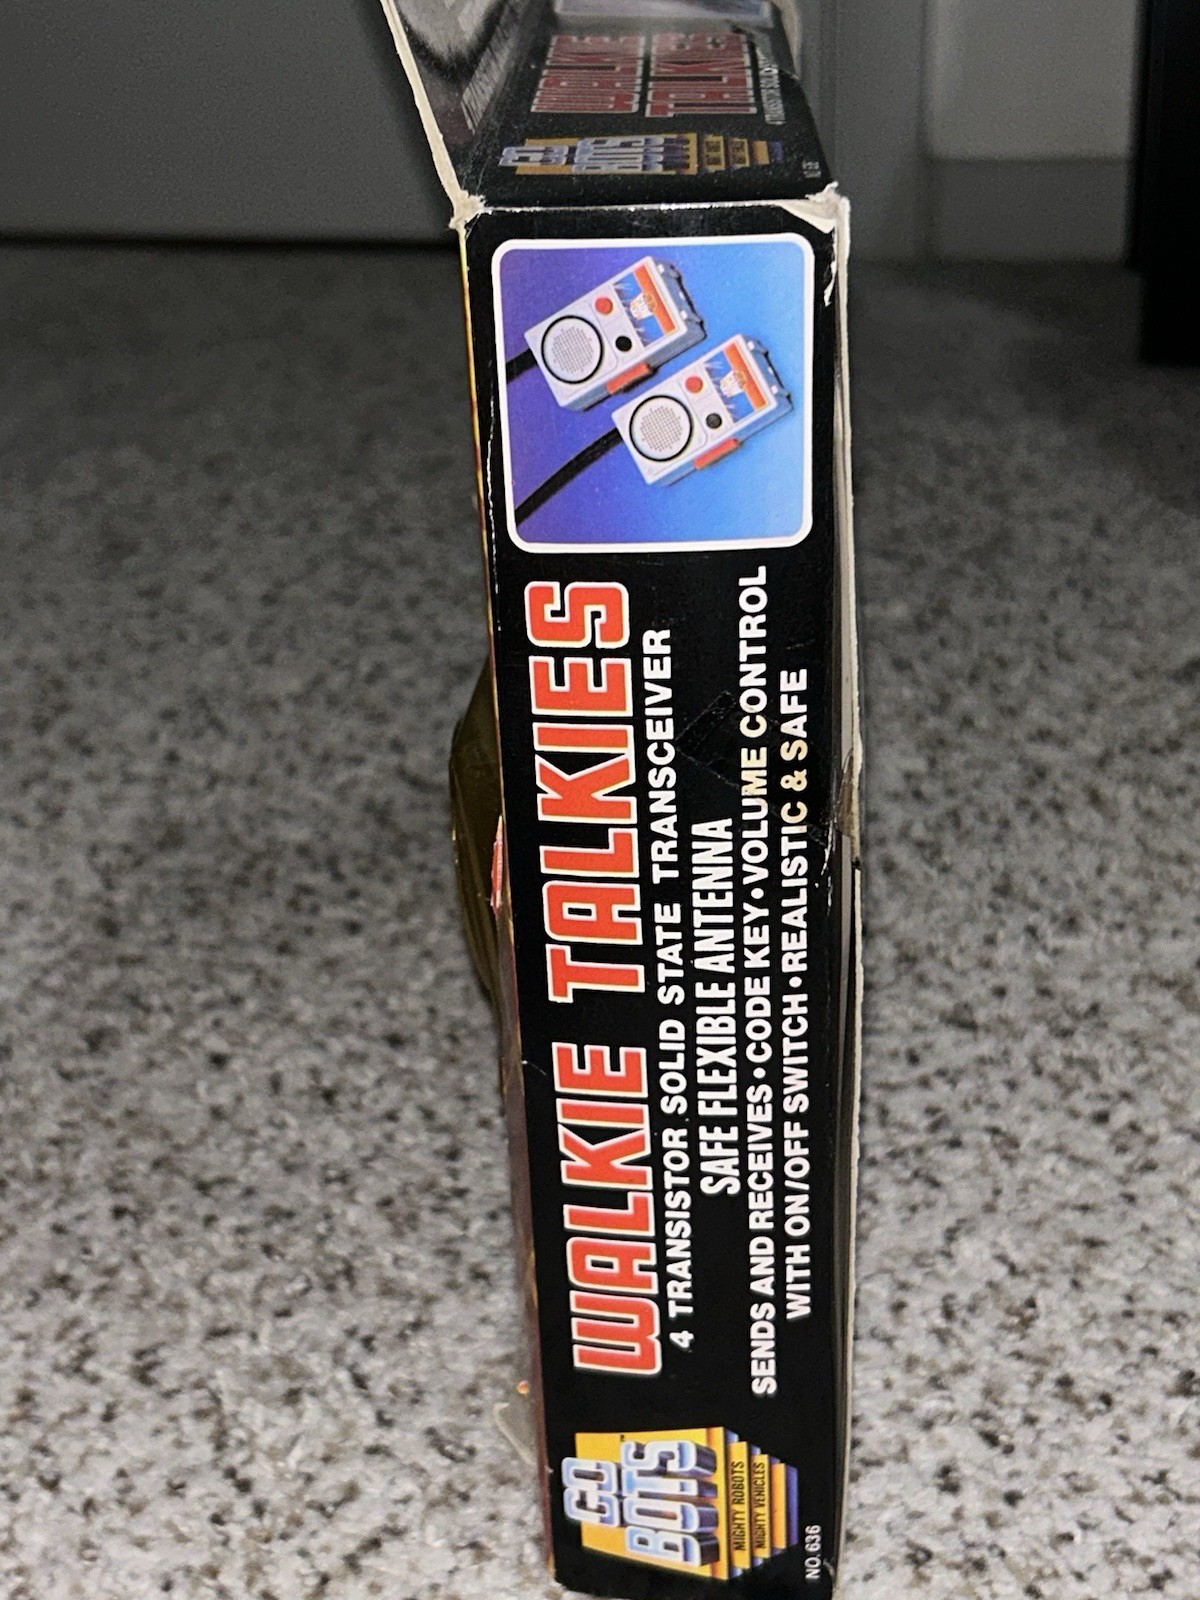 WALKIE
TALKIES
GO
BOTS
WALKIE TALKIES
4 TRANSISTOR SOLID STATE TRANSCEIVER
SAFE FLEXIBLE ANTENNA
SENDS AND RECEIVES • CODE KEY • VOLUME CONTROL
WITH ON/OFF SWITCH • REALISTIC & SAFE
GO
BOTS™
MIGHTY ROBOTS
MIGHTY VEHICLES
NO. 636